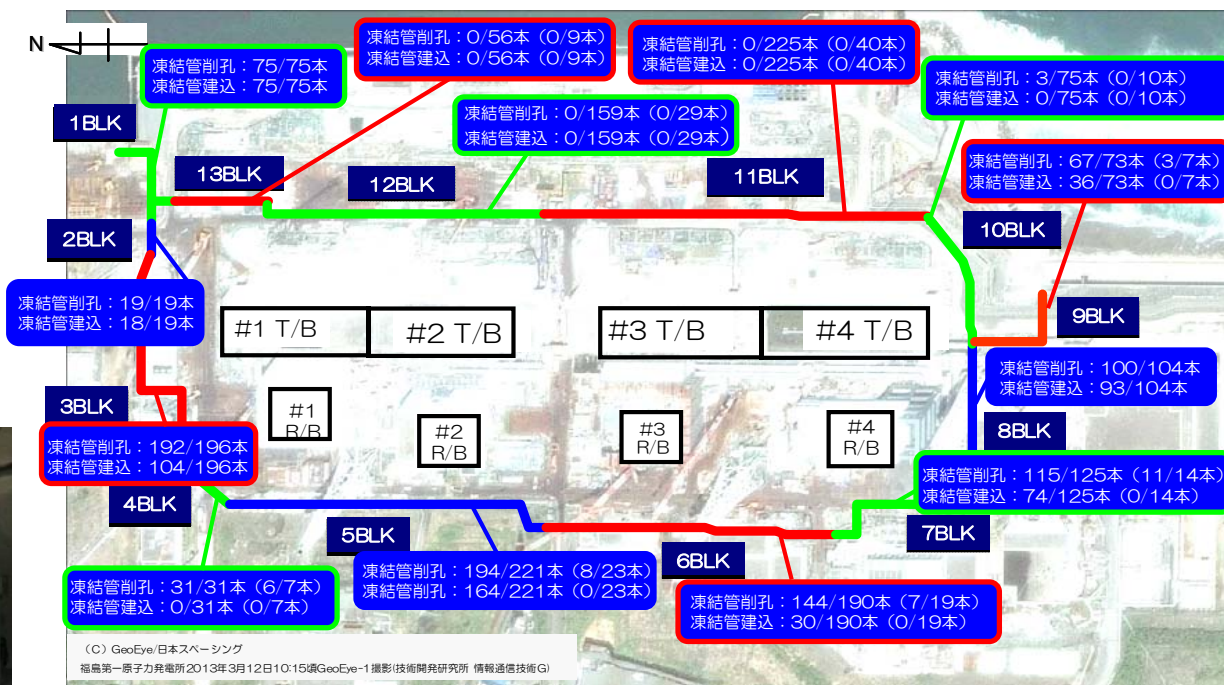 N
凍結管削孔：75/75本
凍結管建込：75/75本
凍結管削孔：0/56本（0/9本）
凍結管建込：0/56本（0/9本）
凍結管削孔：0/225本（0/40本）
凍結管建込：0/225本（0/40本）
凍結管削孔：3/75本（0/10本）
凍結管建込：0/75本（0/10本）
凍結管削孔：0/159本（0/29本）
凍結管建込：0/159本（0/29本）
1BLK
13BLK
12BLK
11BLK
凍結管削孔：67/73本（3/7本）
凍結管建込：36/73本（0/7本）
2BLK
10BLK
凍結管削孔：19/19本
凍結管建込：18/19本
#1 T/B
#2 T/B
#3 T/B
#4 T/B
9BLK
凍結管削孔：100/104本
凍結管建込：93/104本
3BLK
#1
R/B
#2
R/B
#3
R/B
#4
R/B
8BLK
凍結管削孔：192/196本
凍結管建込：104/196本
凍結管削孔：115/125本（11/14本）
凍結管建込：74/125本（0/14本）
4BLK
5BLK
6BLK
7BLK
凍結管削孔：31/31本（6/7本）
凍結管建込：0/31本（0/7本）
凍結管削孔：194/221本（8/23本）
凍結管削孔：164/221本（0/23本）
凍結管削孔：144/190本（7/19本）
凍結管建込：30/190本（0/19本）
（C）GeoEye/日本スペーシング
福島第一原子力発電所2013年3月12日10:15頃GeoEye-1撮影(技術開発研究所 情報通信技術G)